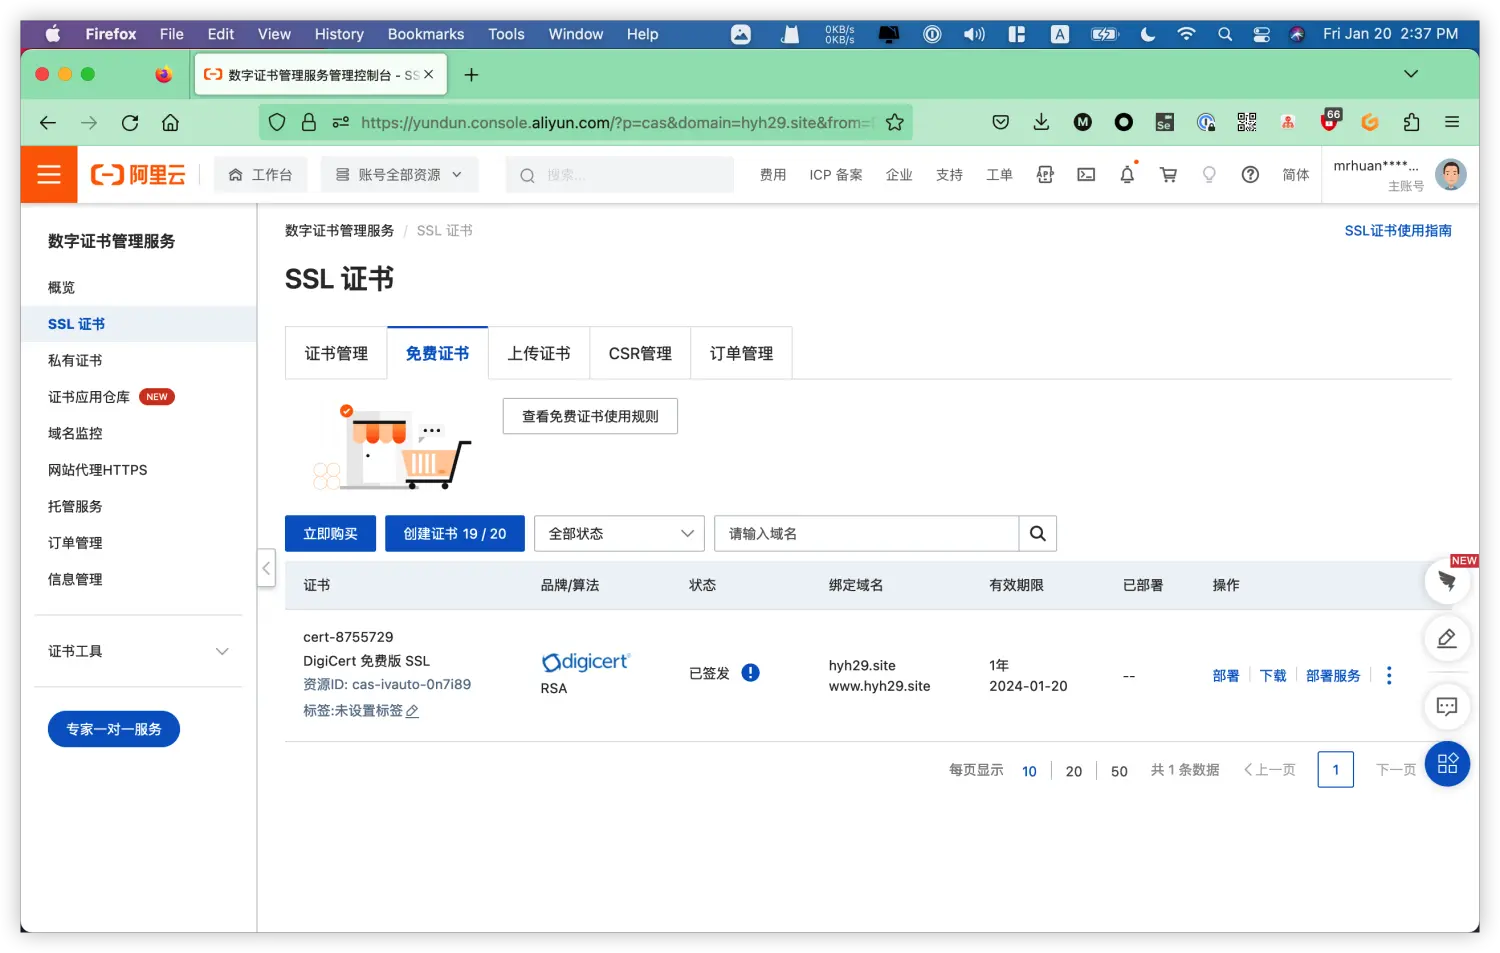 Firefox File Edit View History Bookmarks Tools Window Help 0KB/s 0KB/s A Fri Jan 20 2:37 PM
数字证书管理服务管理控制台 - SS
https://yundun.console.aliyun.com/?p=cas&domain=hyh29.site&from= M Se 66
阿里云 工作台 账号全部资源 搜索... 费用 ICP 备案 企业 支持 工单 简体 mrhuan****...
主账号
数字证书管理服务
概览
SSL 证书
私有证书
证书应用仓库 NEW
域名监控
网站代理HTTPS
托管服务
订单管理
信息管理
证书工具
专家一对一服务
数字证书管理服务 / SSL 证书 SSL证书使用指南
SSL 证书
证书管理 免费证书 上传证书 CSR管理 订单管理
查看免费证书使用规则
立即购买 创建证书 19 / 20 全部状态 请输入域名
NEW
证书 品牌/算法 状态 绑定域名 有效期限 已部署 操作
cert-8755729
DigiCert 免费版 SSL
资源ID: cas-ivauto-0n7i89
标签:未设置标签
digicert
RSA
已签发
hyh29.site
www.hyh29.site
1年
2024-01-20
--
部署 下载 部署服务
每页显示 10 20 50 共 1 条数据 上一页 1 下一页